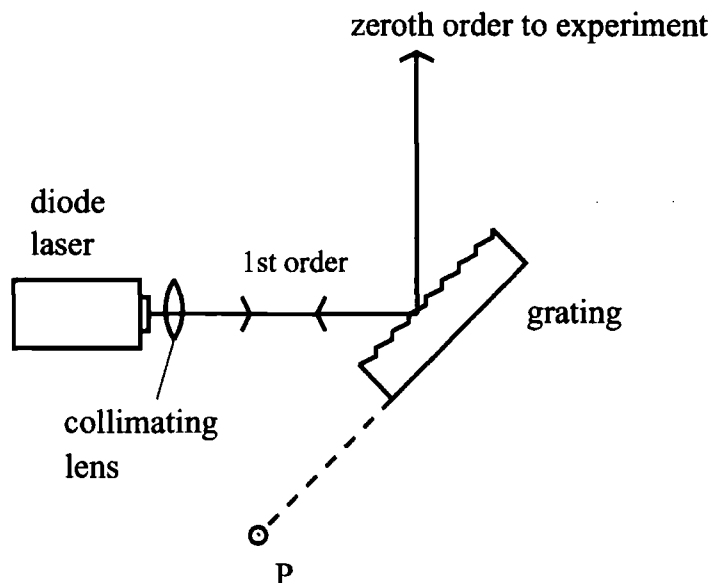 zeroth order to experiment
diode
laser
1st order
grating
collimating
lens
P